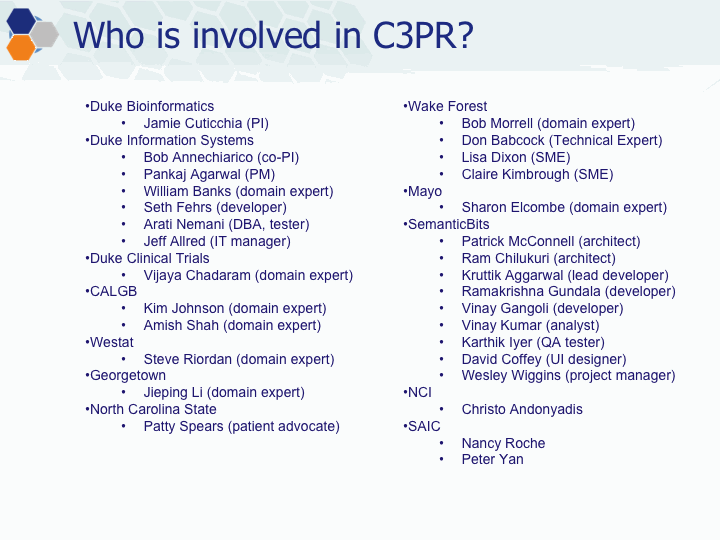 Who is involved in C3PR?
•Duke Bioinformatics
• Jamie Cuticchia (PI)
•Duke Information Systems
• Bob Annechiarico (co-PI)
• Pankaj Agarwal (PM)
• William Banks (domain expert)
• Seth Fehrs (developer)
• Arati Nemani (DBA, tester)
• Jeff Allred (IT manager)
•Duke Clinical Trials
• Vijaya Chadaram (domain expert)
•CALGB
• Kim Johnson (domain expert)
• Amish Shah (domain expert)
•Westat
• Steve Riordan (domain expert)
•Georgetown
• Jieping Li (domain expert)
•North Carolina State
• Patty Spears (patient advocate)
•Wake Forest
• Bob Morrell (domain expert)
• Don Babcock (Technical Expert)
• Lisa Dixon (SME)
• Claire Kimbrough (SME)
•Mayo
• Sharon Elcombe (domain expert)
•SemanticBits
• Patrick McConnell (architect)
• Ram Chilukuri (architect)
• Kruttik Aggarwal (lead developer)
• Ramakrishna Gundala (developer)
• Vinay Gangoli (developer)
• Vinay Kumar (analyst)
• Karthik Iyer (QA tester)
• David Coffey (UI designer)
• Wesley Wiggins (project manager)
•NCI
• Christo Andonyadis
•SAIC
• Nancy Roche
• Peter Yan